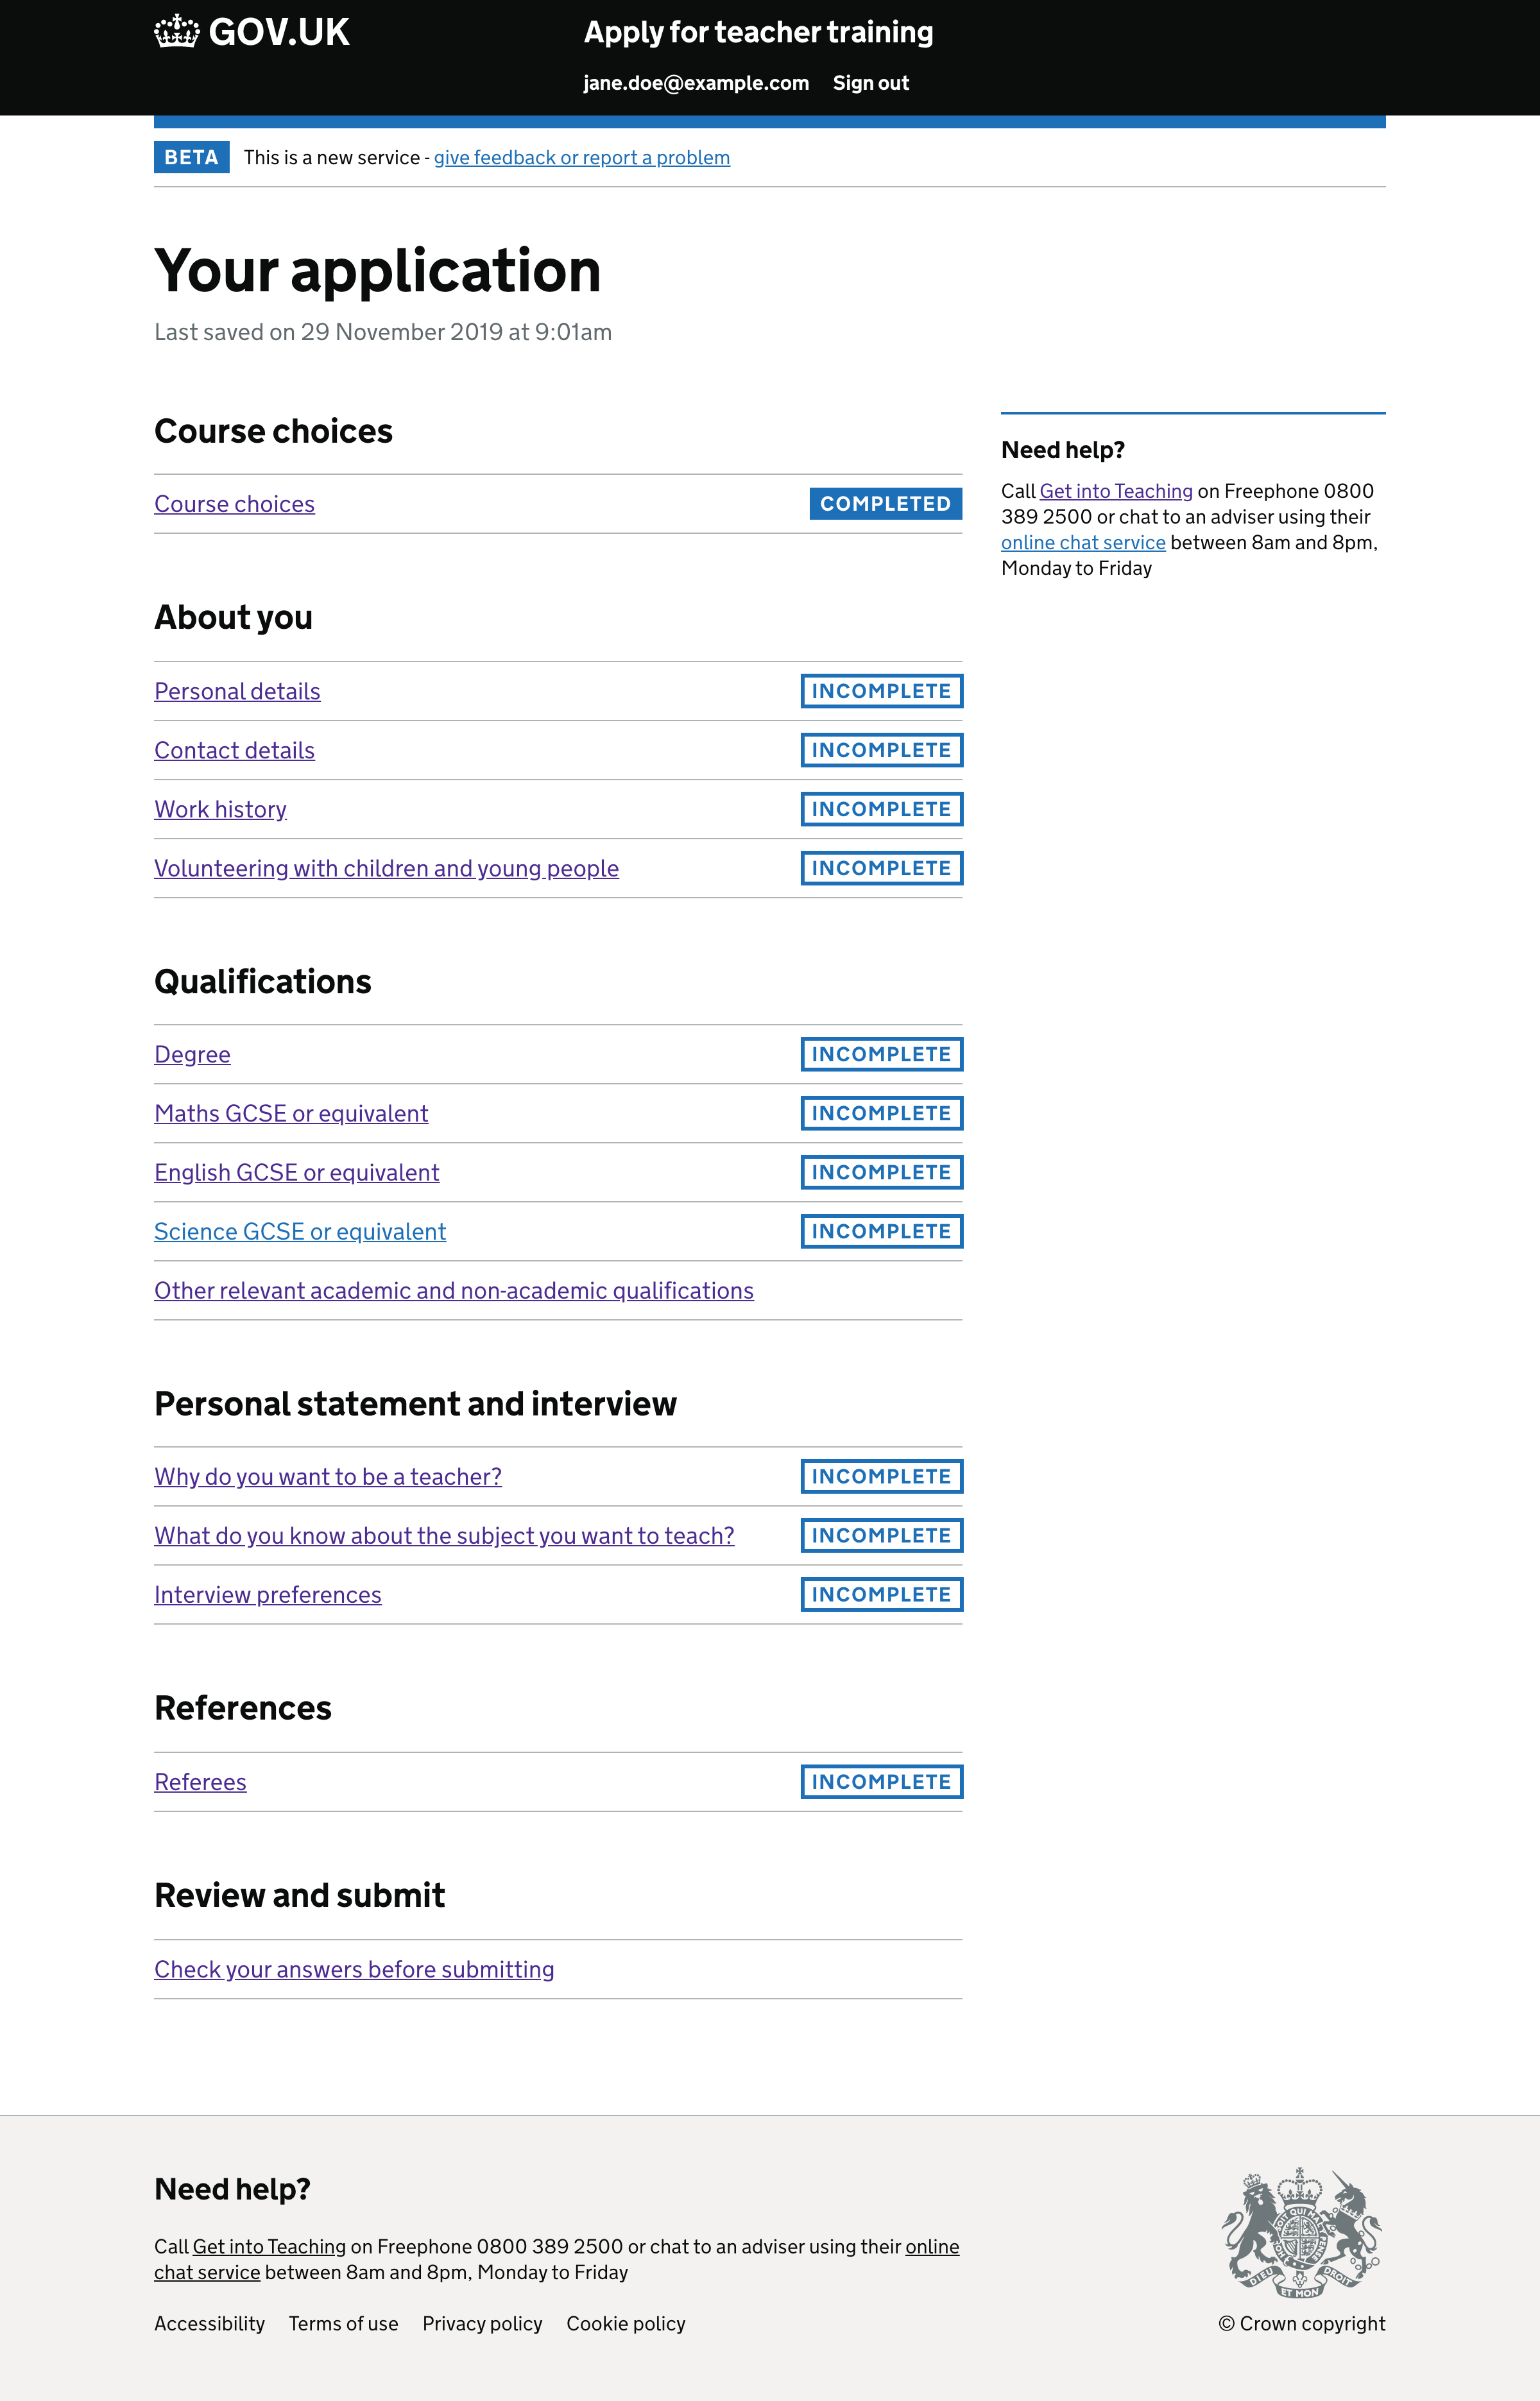 GOV.UK
Apply for teacher training
jane.doe@example.com Sign out
BETA This is a new service - give feedback or report a problem
Your application
Last saved on 29 November 2019 at 9:01am
Course choices
Course choices COMPLETED
About you
Personal details INCOMPLETE
Contact details INCOMPLETE
Work history INCOMPLETE
Volunteering with children and young people INCOMPLETE
Qualifications
Degree INCOMPLETE
Maths GCSE or equivalent INCOMPLETE
English GCSE or equivalent INCOMPLETE
Science GCSE or equivalent INCOMPLETE
Other relevant academic and non-academic qualifications
Personal statement and interview
Why do you want to be a teacher? INCOMPLETE
What do you know about the subject you want to teach? INCOMPLETE
Interview preferences INCOMPLETE
References
Referees INCOMPLETE
Review and submit
Check your answers before submitting
Need help?
Call Get into Teaching on Freephone 0800
389 2500 or chat to an adviser using their
online chat service between 8am and 8pm,
Monday to Friday
Need help?
Call Get into Teaching on Freephone 0800 389 2500 or chat to an adviser using their online
chat service between 8am and 8pm, Monday to Friday
Accessibility Terms of use Privacy policy Cookie policy
DIEU ET MON DROIT
© Crown copyright